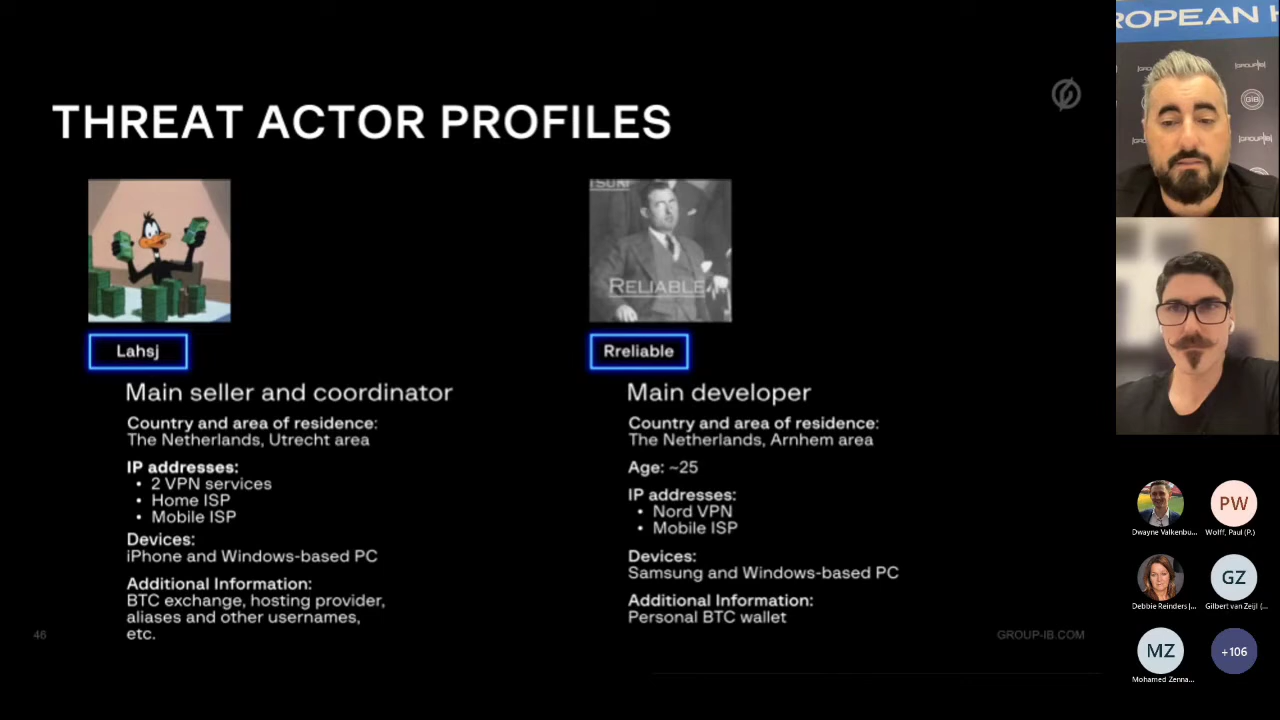 THREAT ACTOR PROFILES
RELIABLE
Lahsj
Main seller and coordinator
Country and area of residence:
The Netherlands, Utrecht area
IP addresses:
• 2 VPN services
• Home ISP
• Mobile ISP
Devices:
iPhone and Windows-based PC
Additional Information:
BTC exchange, hosting provider,
aliases and other usernames,
etc.
46
Rreliable
Main developer
Country and area of residence:
The Netherlands, Arnhem area
Age: ~25
IP addresses:
• Nord VPN
• Mobile ISP
Devices:
Samsung and Windows-based PC
Additional Information:
Personal BTC wallet
GROUP-IB.COM
ROPEAN
GROUP-IB
GIB
Dwayne Valkenbu...
PW
Wolff, Paul (P.)
Debbie Reinders |...
GZ
Gilbert van Zeijl (...
MZ
Mohamed Zenna...
+106